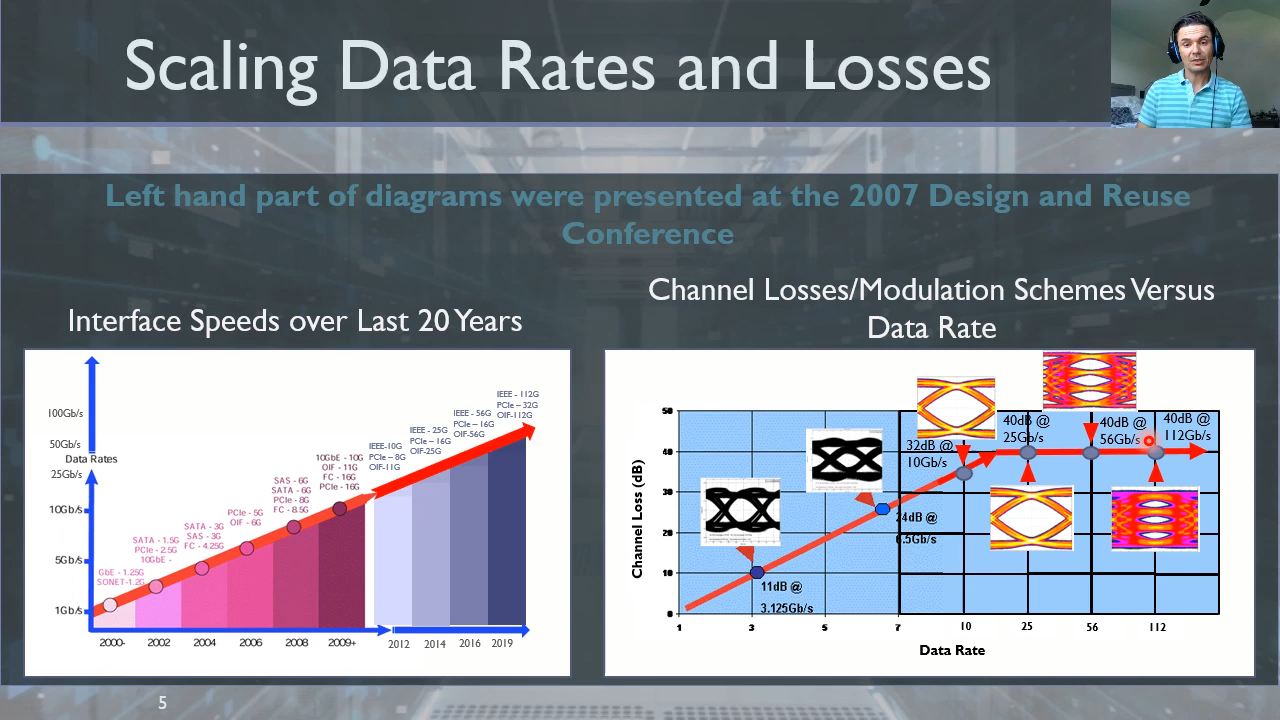 Scaling Data Rates and Losses
Left hand part of diagrams were presented at the 2007 Design and Reuse
Conference
Interface Speeds over Last 20 Years
100Gb/s
50Gb/s
Data Rates
25Gb/s
10Gb/s
5Gb/s
1Gb/s
GbE - 1.25G
SONET-1.2G
SATA - 1.5G
PCIe - 2.5G
10GbE -
SATA - 3G
SAS - 3G
FC - 4.25G
PCIe - 5G
OIF - 6G
SAS - 6G
SATA - 6G
PCIe - 8G
FC - 8.5G
10GbE - 10G
OIF - 11G
FC - 16G
PCIe - 16G
IEEE-10G
PCIe – 8G
OIF-11G
IEEE - 25G
PCIe – 16G
OIF-25G
IEEE - 56G
PCIe – 16G
OIF-56G
IEEE - 112G
PCIe – 32G
OIF-112G
2000-
2002
2004
2006
2008
2009+
2012
2014
2016
2019
Channel Losses/Modulation Schemes Versus
Data Rate
Channel Loss (dB)
50
40
30
20
10
0
11dB @
3.125Gb/s
24dB @
6.5Gb/s
32dB @
10Gb/s
40dB @
25Gb/s
40dB @
56Gb/s
40dB @
112Gb/s
1
3
5
7
10
25
56
112
Data Rate
5